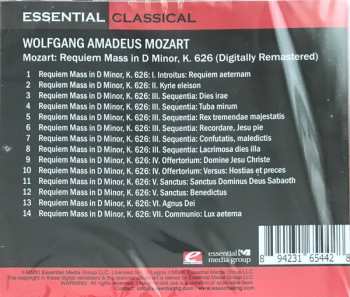 ESSENTIAL CLASSICAL
WOLFGANG AMADEUS MOZART
Mozart: Requiem Mass in D Minor, K. 626 (Digitally Remastered)
1 Requiem Mass in D Minor, K. 626: I. Introitus: Requiem aeternam
2 Requiem Mass in D Minor, K. 626: II. Kyrie eleison
3 Requiem Mass in D Minor, K. 626: III. Sequentia: Dies irae
4 Requiem Mass in D Minor, K. 626: III. Sequentia: Tuba mirum
5 Requiem Mass in D Minor, K. 626: III. Sequentia: Rex tremendae majestatis
6 Requiem Mass in D Minor, K. 626: III. Sequentia: Recordare, Jesu pie
7 Requiem Mass in D Minor, K. 626: III. Sequentia: Confutatis, maledictis
8 Requiem Mass in D Minor, K. 626: III. Sequentia: Lacrimosa dies illa
9 Requiem Mass in D Minor, K. 626: IV. Offertorium: Domine Jesu Christe
10 Requiem Mass in D Minor, K. 626: IV. Offertorium: Versus: Hostias et preces
11 Requiem Mass in D Minor, K. 626: V. Sanctus: Sanctus Dominus Deus Sabaoth
12 Requiem Mass in D Minor, K. 626: V. Sanctus: Benedictus
13 Requiem Mass in D Minor, K. 626: VI. Agnus Dei
14 Requiem Mass in D Minor, K. 626: VII. Communio: Lux aeterna
essential
media group
8 94231 65442
Essential Media Group LLC.